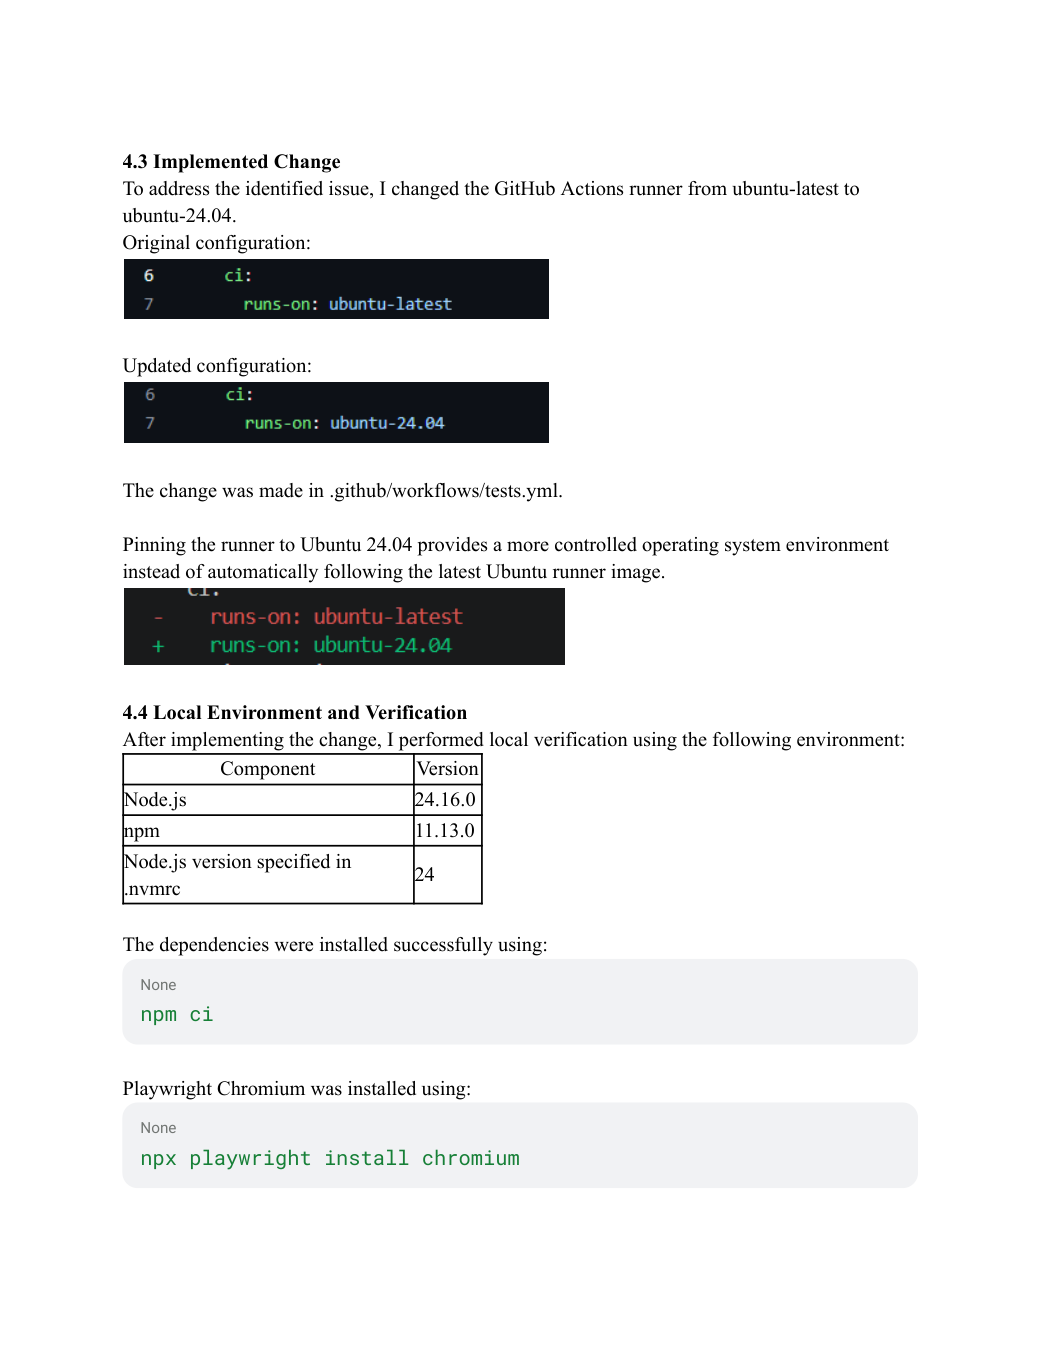 4.3 Implemented Change
To address the identified issue, I changed the GitHub Actions runner from ubuntu-latest to
ubuntu-24.04.
Original configuration:
6 ci:
7 runs-on: ubuntu-latest
Updated configuration:
6 ci:
7 runs-on: ubuntu-24.04
The change was made in .github/workflows/tests.yml.
Pinning the runner to Ubuntu 24.04 provides a more controlled operating system environment
instead of automatically following the latest Ubuntu runner image.
ci:
- runs-on: ubuntu-latest
+ runs-on: ubuntu-24.04
4.4 Local Environment and Verification
After implementing the change, I performed local verification using the following environment:
Component Version
Node.js 24.16.0
npm 11.13.0
Node.js version specified in
.nvmrc 24
The dependencies were installed successfully using:
None
npm ci
Playwright Chromium was installed using:
None
npx playwright install chromium